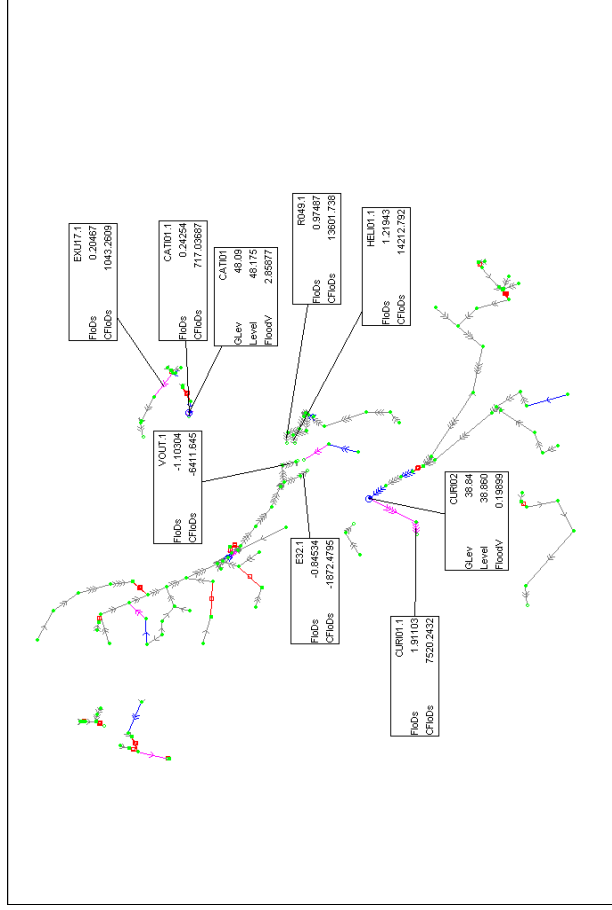 EXU17.1
FloDs 0.20467
CFloDs 1043.2609
CATI01.1
FloDs 0.24254
CFloDs 717.03687
CATI01
GLev 48.09
Level 48.175
FloodV 2.85877
R049.1
FloDs 0.97487
CFloDs 13601.738
HELI01.1
FloDs 1.21943
CFloDs 14212.792
VOUT.1
FloDs -1.10304
CFloDs -6411.645
E32.1
FloDs -0.84534
CFloDs -1872.4795
CURI02
GLev 38.84
Level 38.860
FloodV 0.19899
CURI01.1
FloDs 1.91103
CFloDs 7520.2432